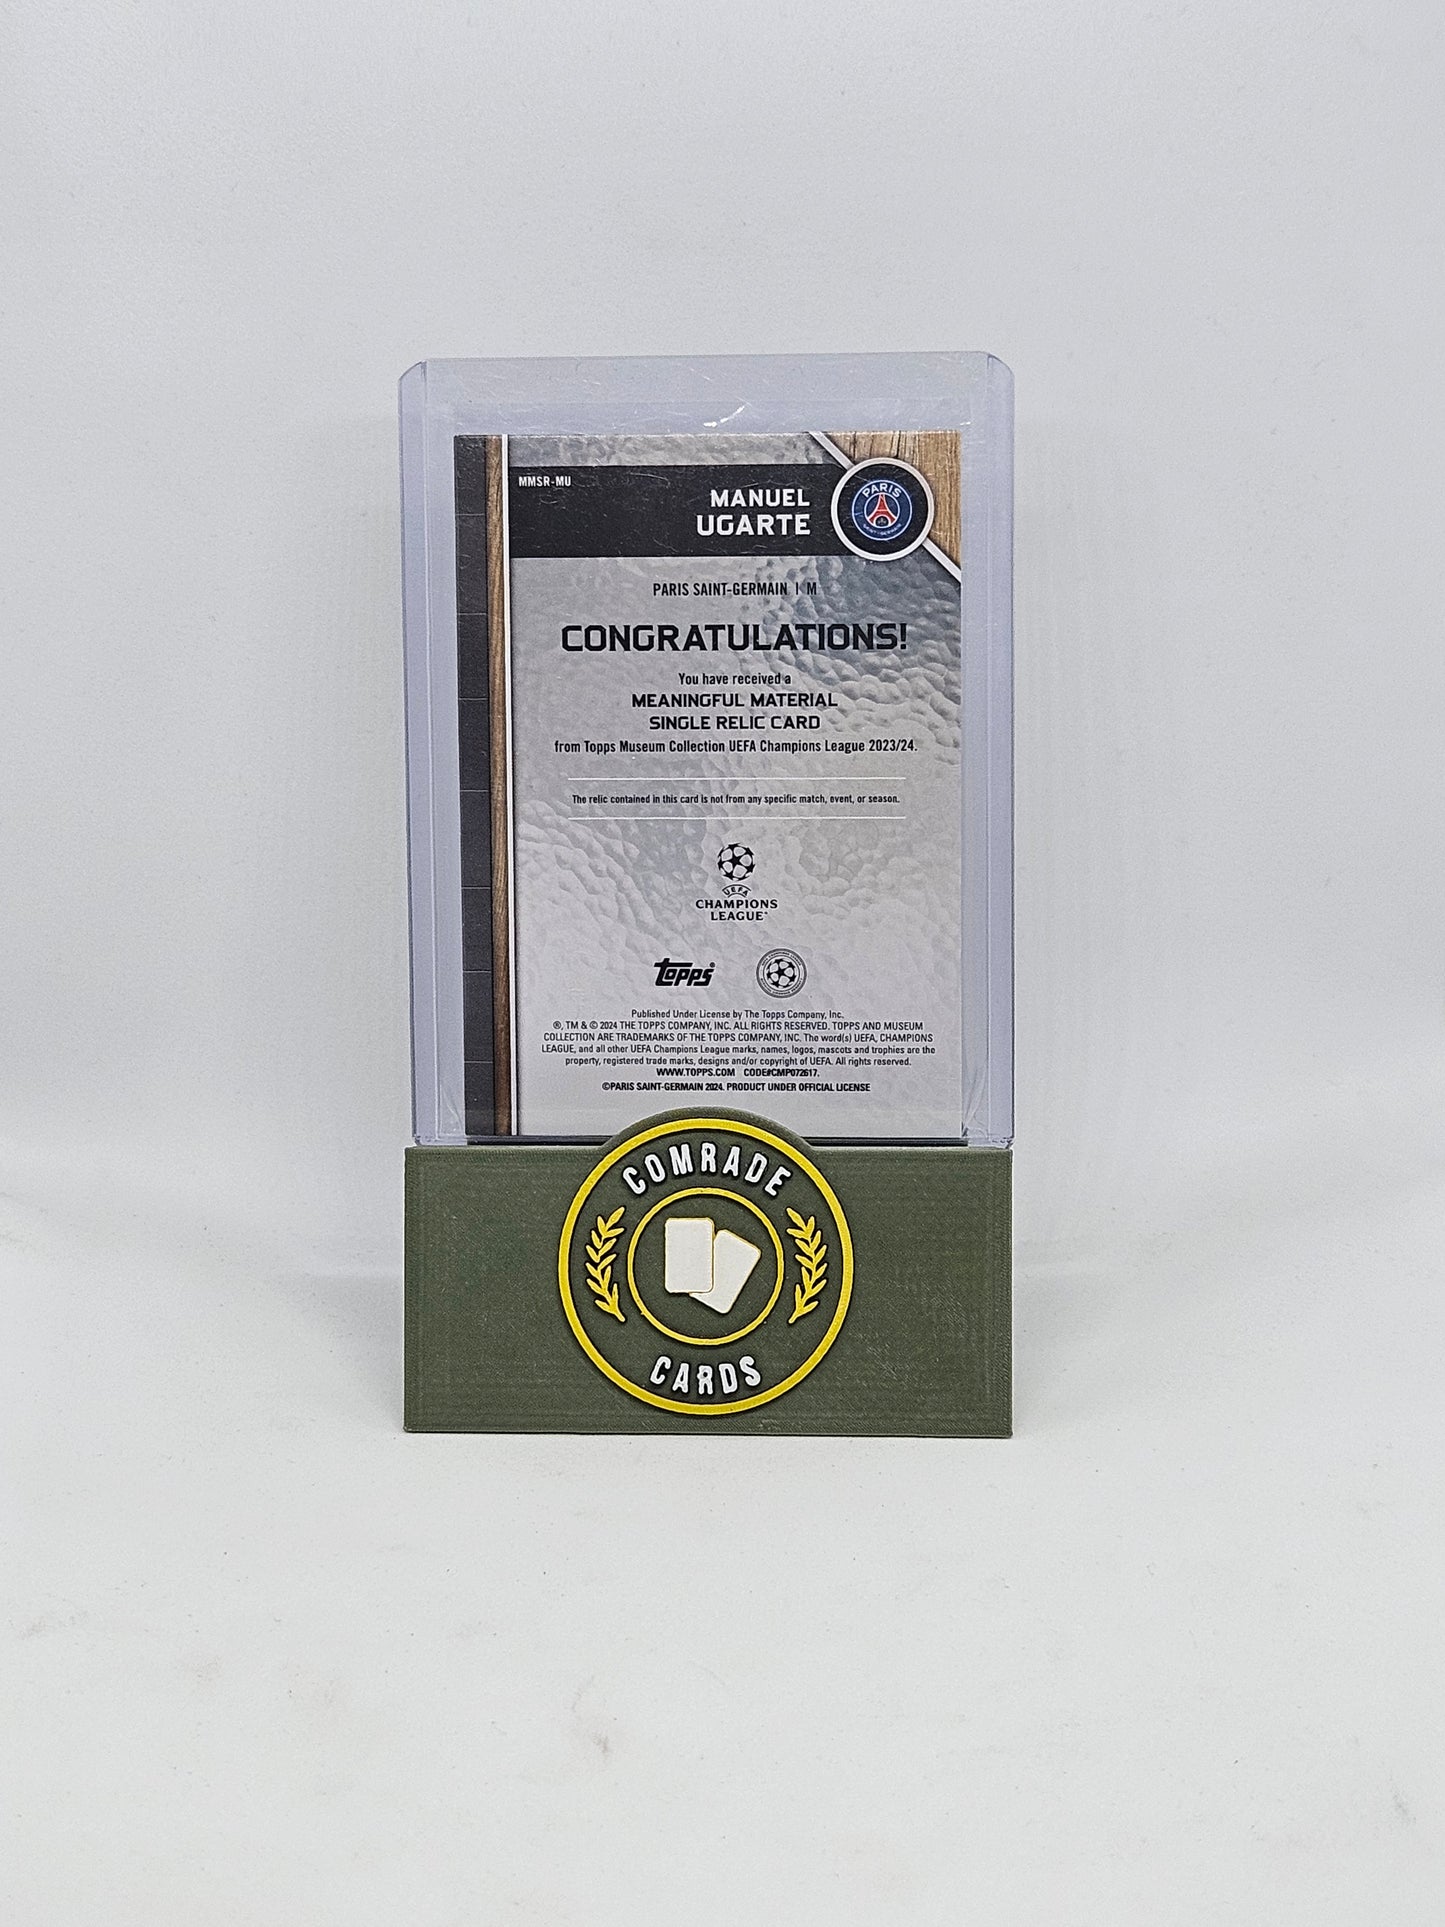 MMSR-MU
MANUEL
UGARTE
PARIS
SAINT-GERMAIN
PARIS SAINT-GERMAIN | M
CONGRATULATIONS!
You have received a
MEANINGFUL MATERIAL
SINGLE RELIC CARD
from Topps Museum Collection UEFA Champions League 2023/24.
The relic contained in this card is not from any specific match, event, or season.
UEFA
CHAMPIONS
LEAGUE
topps®
Published Under License by The Topps Company, Inc.
®, TM & © 2024 THE TOPPS COMPANY, INC. ALL RIGHTS RESERVED. TOPPS AND MUSEUM
COLLECTION ARE TRADEMARKS OF THE TOPPS COMPANY, INC. The word(s) UEFA, CHAMPIONS
LEAGUE, and all other UEFA Champions League marks, names, logos, mascots and trophies are the
property, registered trade marks, designs and/or copyright of UEFA. All rights reserved.
WWW.TOPPS.COM CODE#CMP072617.
©PARIS SAINT-GERMAIN 2024. PRODUCT UNDER OFFICIAL LICENSE
COMRADE
CARDS